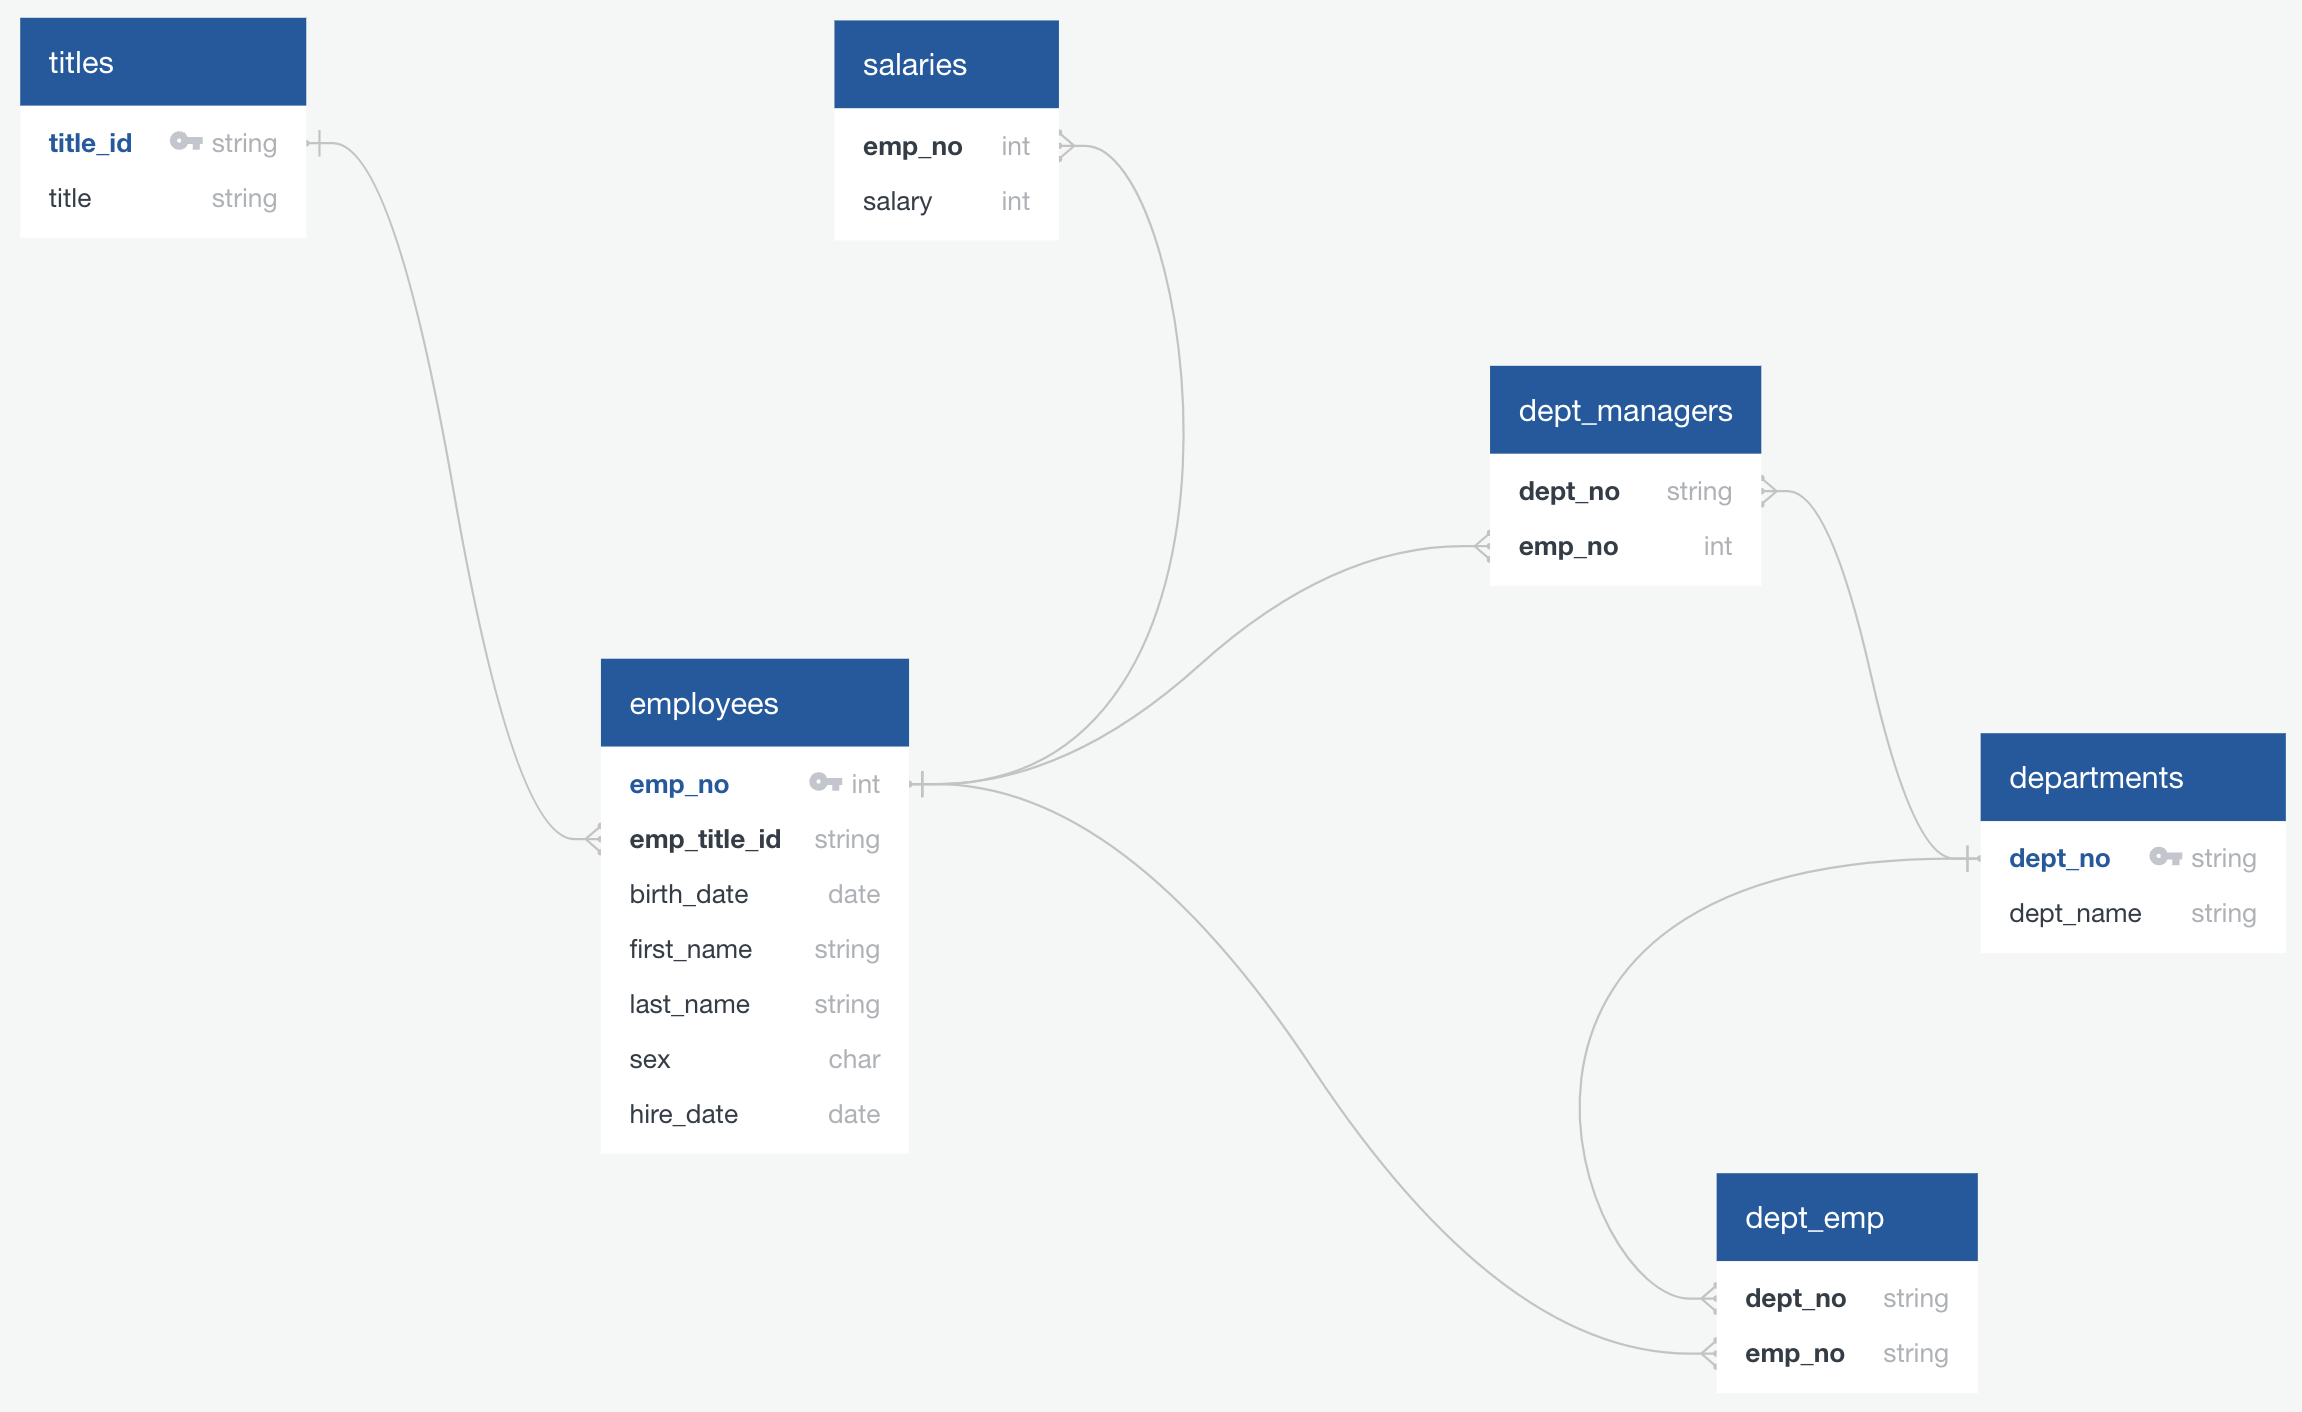 titles
title_id string
title string
salaries
emp_no int
salary int
dept_managers
dept_no string
emp_no int
employees
emp_no int
emp_title_id string
birth_date date
first_name string
last_name string
sex char
hire_date date
departments
dept_no string
dept_name string
dept_emp
dept_no string
emp_no string